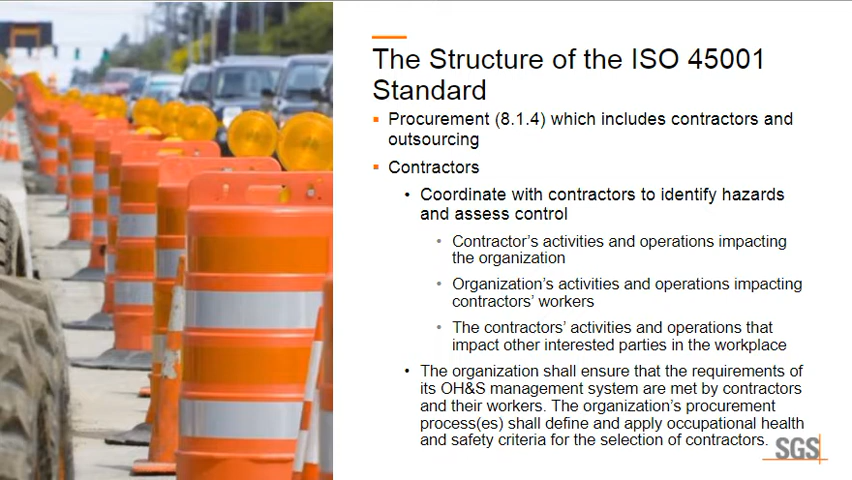 The Structure of the ISO 45001
Standard
Procurement (8.1.4) which includes contractors and
outsourcing
Contractors
Coordinate with contractors to identify hazards
and assess control
Contractor’s activities and operations impacting
the organization
Organization’s activities and operations impacting
contractors’ workers
The contractors’ activities and operations that
impact other interested parties in the workplace
The organization shall ensure that the requirements of
its OH&S management system are met by contractors
and their workers. The organization’s procurement
process(es) shall define and apply occupational health
and safety criteria for the selection of contractors.
SGS